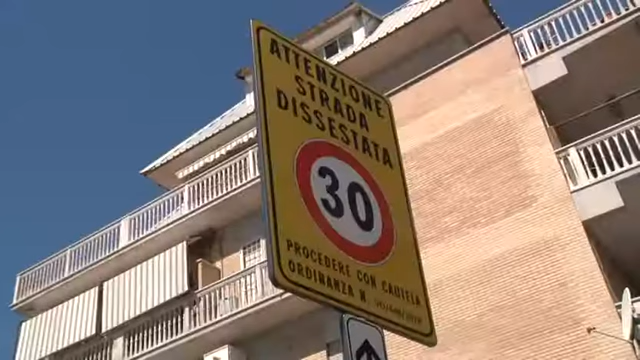 ATTENZIONE
STRADA
DISSESTATA
30
PROCEDERE CON CAUTELA
ORDINANZA N.